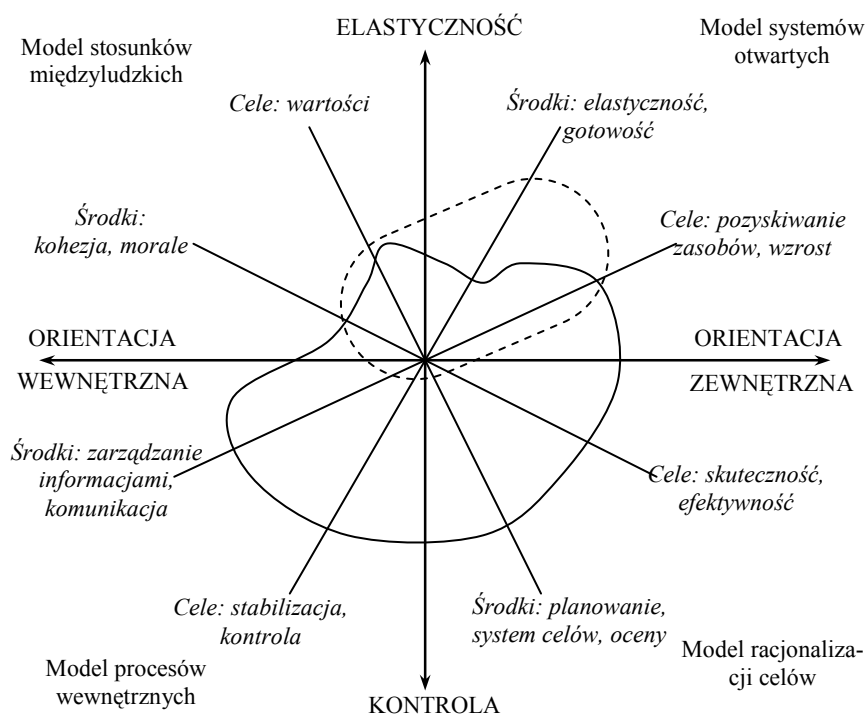 ELASTYCZNOŚĆ
Model stosunków
międzyludzkich
Model systemów
otwartych
Cele: wartości
Środki: elastyczność,
gotowość
Środki:
kohezja, morale
Cele: pozyskiwanie
zasobów, wzrost
ORIENTACJA
WEWNĘTRZNA
ORIENTACJA
ZEWNĘTRZNA
Środki: zarządzanie
informacjami,
komunikacja
Cele: skuteczność,
efektywność
Cele: stabilizacja,
kontrola
Środki: planowanie,
system celów, oceny
Model procesów
wewnętrznych
Model racjonaliza-
cji celów
KONTROLA